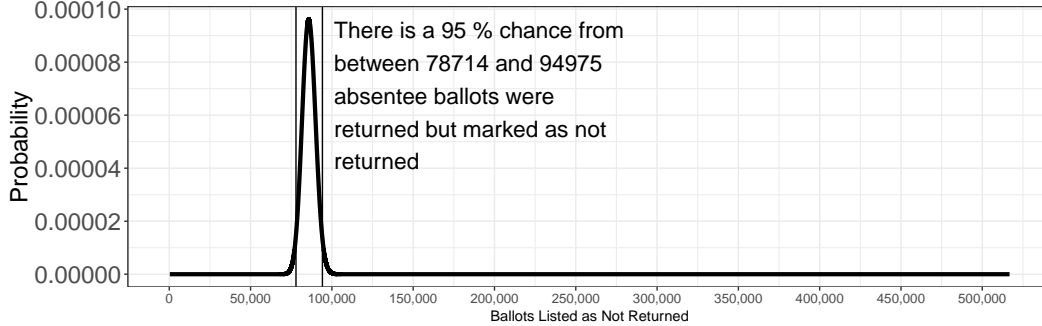 0.00010
0.00008
0.00006
0.00004
0.00002
0.00000
Probability
There is a 95 % chance from
between 78714 and 94975
absentee ballots were
returned but marked as not
returned
0 50,000 100,000 150,000 200,000 250,000 300,000 350,000 400,000 450,000 500,000
Ballots Listed as Not Returned